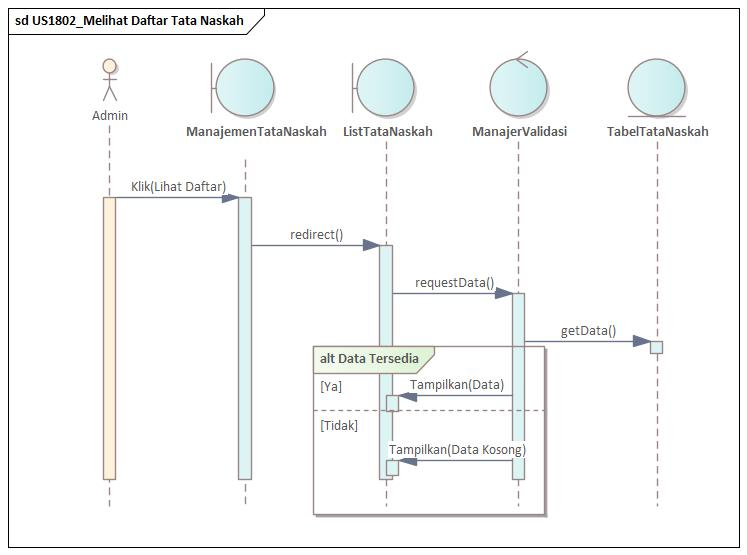 sd US1802_Melihat Daftar Tata Naskah
Admin
ManajemenTataNaskah
ListTataNaskah
ManajerValidasi
TabelTataNaskah
Klik(Lihat Daftar)
redirect()
requestData()
getData()
alt Data Tersedia
[Ya]
Tampilkan(Data)
[Tidak]
Tampilkan(Data Kosong)